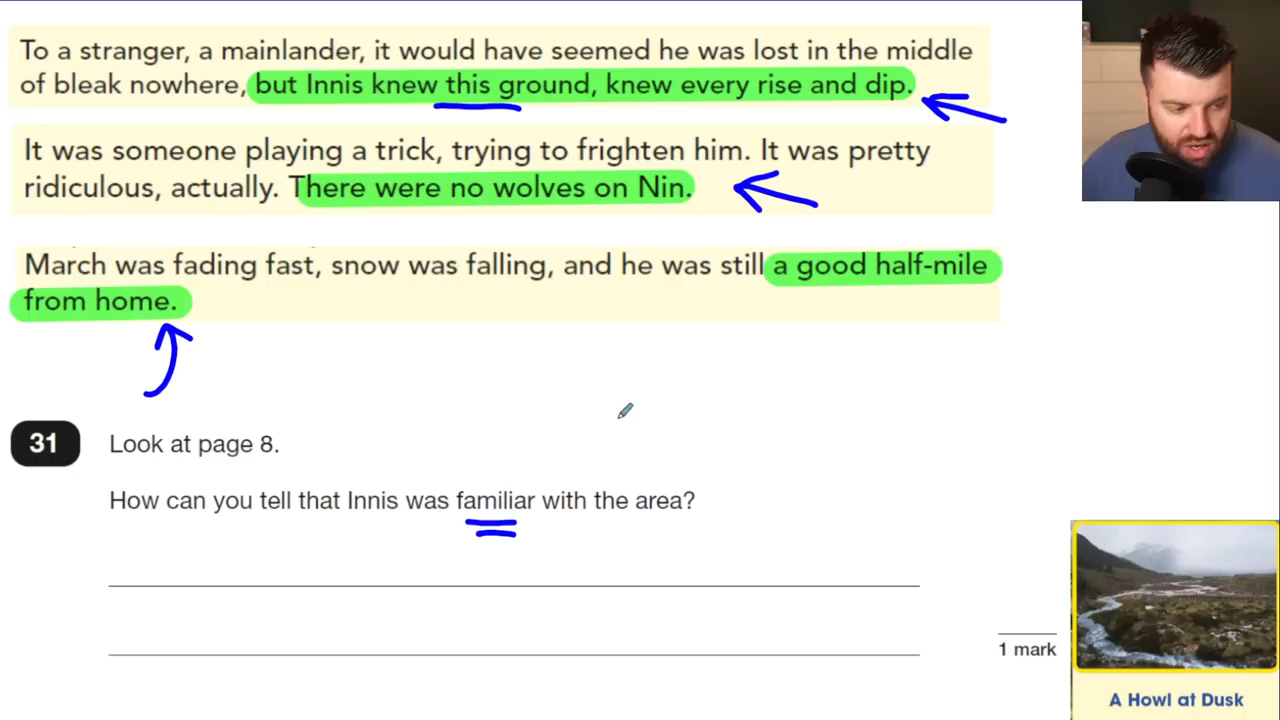 To a stranger, a mainlander, it would have seemed he was lost in the middle
of bleak nowhere, but Innis knew this ground, knew every rise and dip.
It was someone playing a trick, trying to frighten him. It was pretty
ridiculous, actually. There were no wolves on Nin.
March was fading fast, snow was falling, and he was still a good half-mile
from home.
31
Look at page 8.
How can you tell that Innis was familiar with the area?
1 mark
A Howl at Dusk